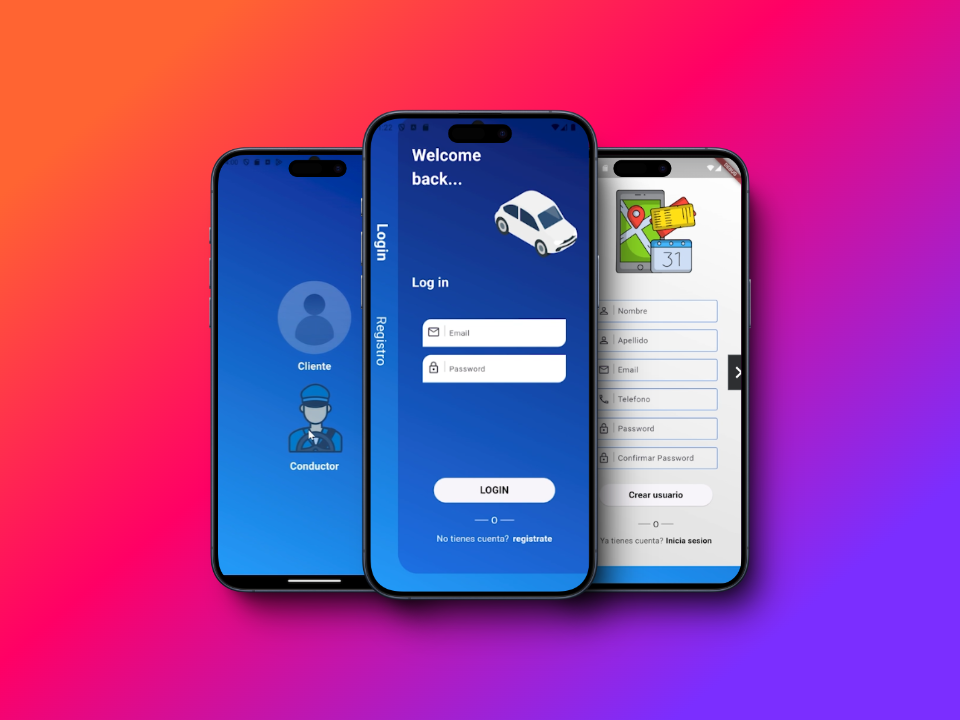 Cliente
Conductor
Welcome
back...
Login
Registro
Log in
Email
Password
LOGIN
O
No tienes cuenta? registrate
31
Nombre
Apellido
Email
Telefono
Password
Confirmar Password
Crear usuario
O
Ya tienes cuenta? Inicia sesion